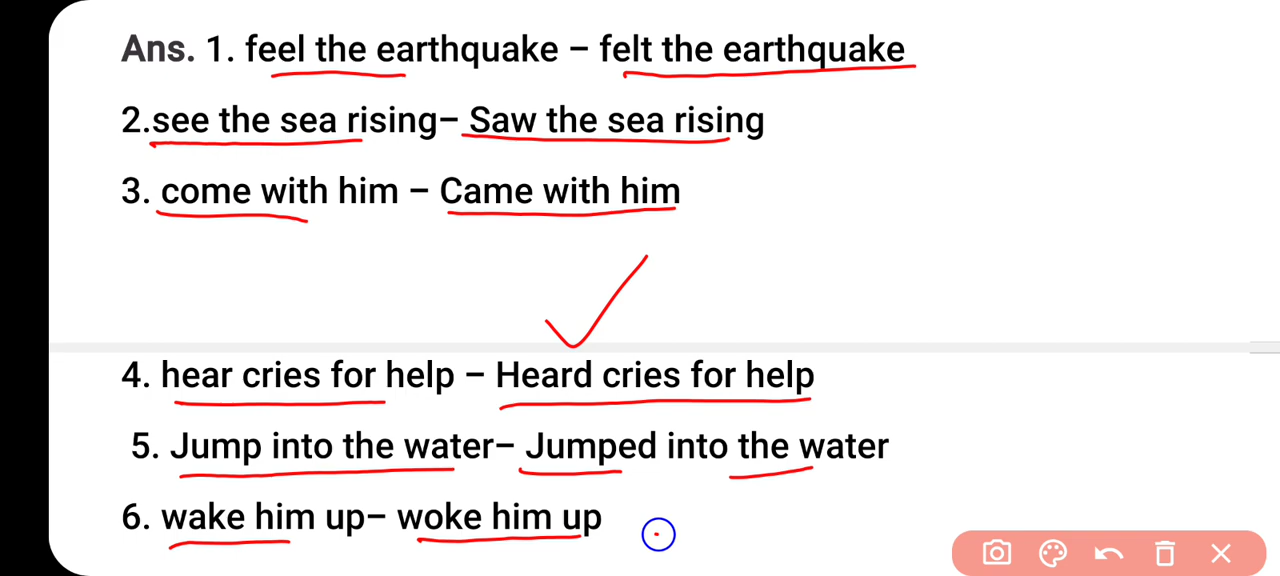 Ans. 1. feel the earthquake – felt the earthquake
2.see the sea rising– Saw the sea rising
3. come with him – Came with him
4. hear cries for help – Heard cries for help
5. Jump into the water– Jumped into the water
6. wake him up– woke him up